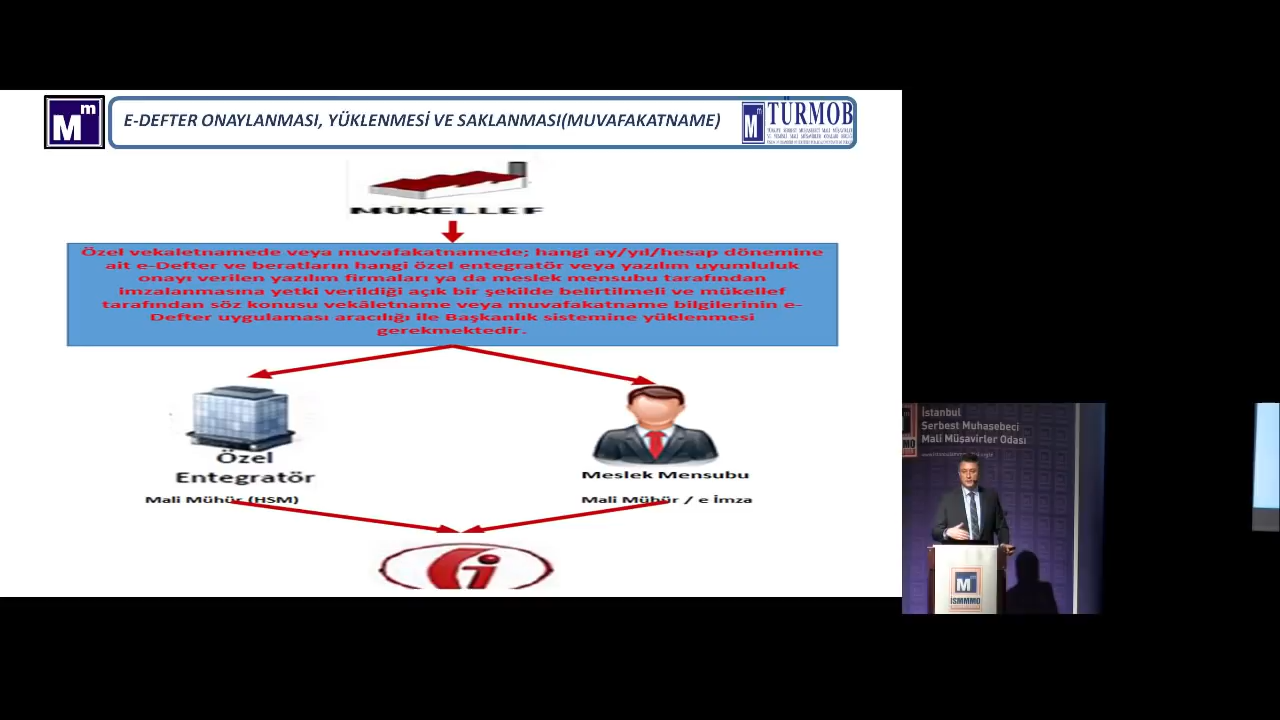 E-DEFTER ONAYLANMASI, YÜKLENMESİ VE SAKLANMASI(MUVAFAKATNAME)
Mm
Mm
TÜRMOB
MÜKELLEF
Özel vekaletnamede veya muvafakatnamede; hangi ay/yıl/hesap dönemine
ait e-Defter ve beratların hangi özel entegratör veya yazılım uyumluluk
onayı verilen yazılım firmaları ya da meslek mensubu tarafından
imzalanmasına yetki verildiği açık bir şekilde belirtilmeli ve mükellef
tarafından söz konusu vekâletname veya muvafakatname bilgilerinin e-
Defter uygulaması aracılığı ile Başkanlık sistemine yüklenmesi
gerekmektedir.
Özel
Entegratör
Mali Mühür (HSM)
Meslek Mensubu
Mali Mühür / e İmza
İstanbul
Serbest Muhasebeci
Mali Müşavirler Odası
Mm
İSMMMO